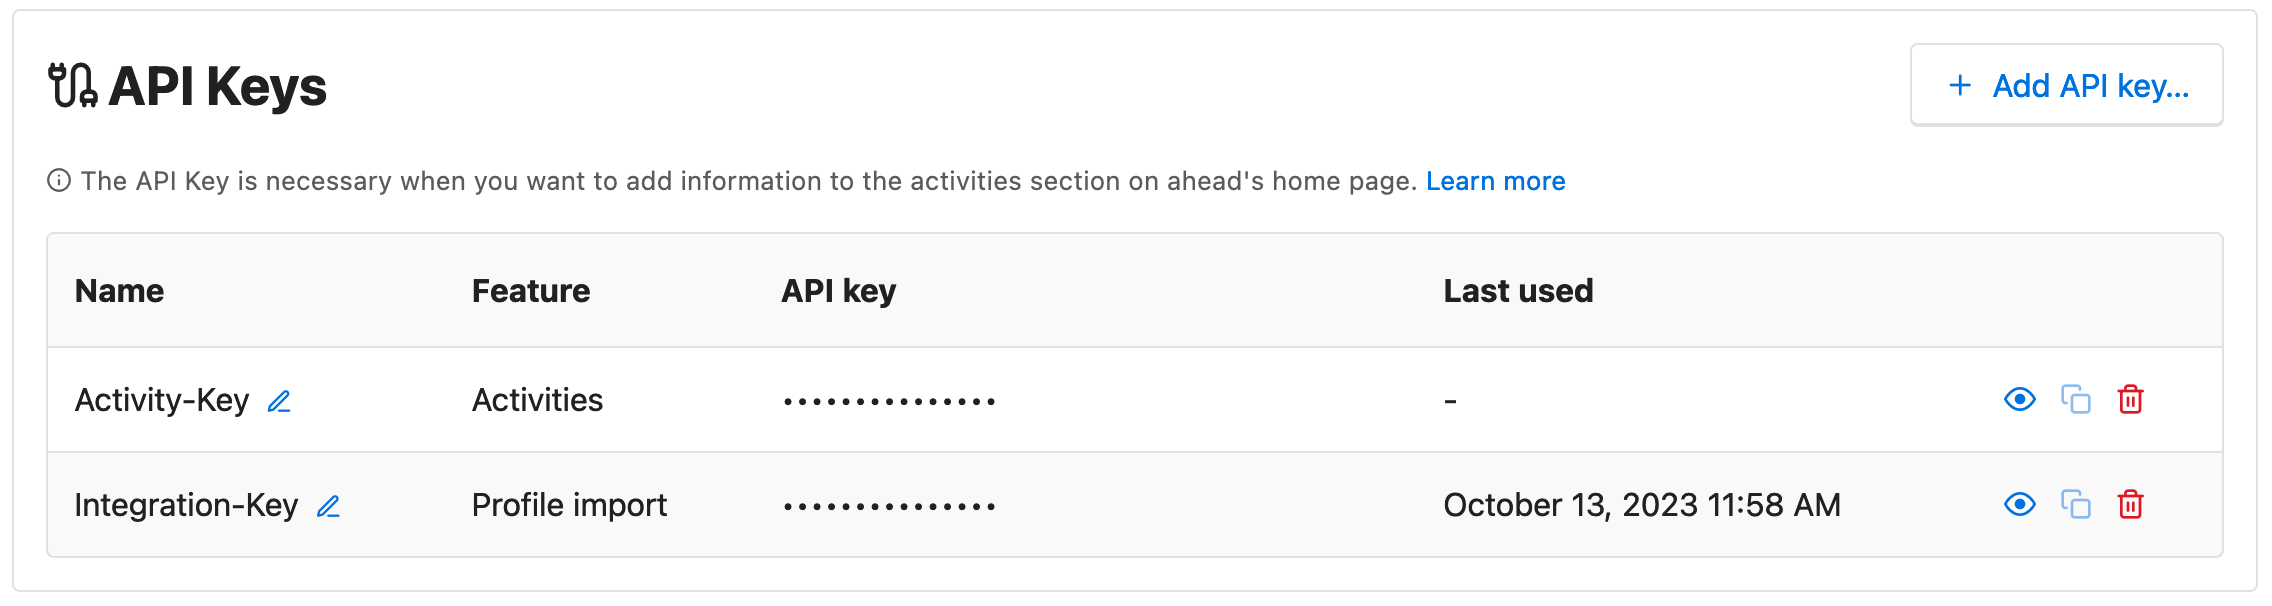 API Keys
+ Add API key...
The API Key is necessary when you want to add information to the activities section on ahead's home page. Learn more
Name Feature API key Last used
Activity-Key Activities ••••••••••••••• -
Integration-Key Profile import ••••••••••••••• October 13, 2023 11:58 AM